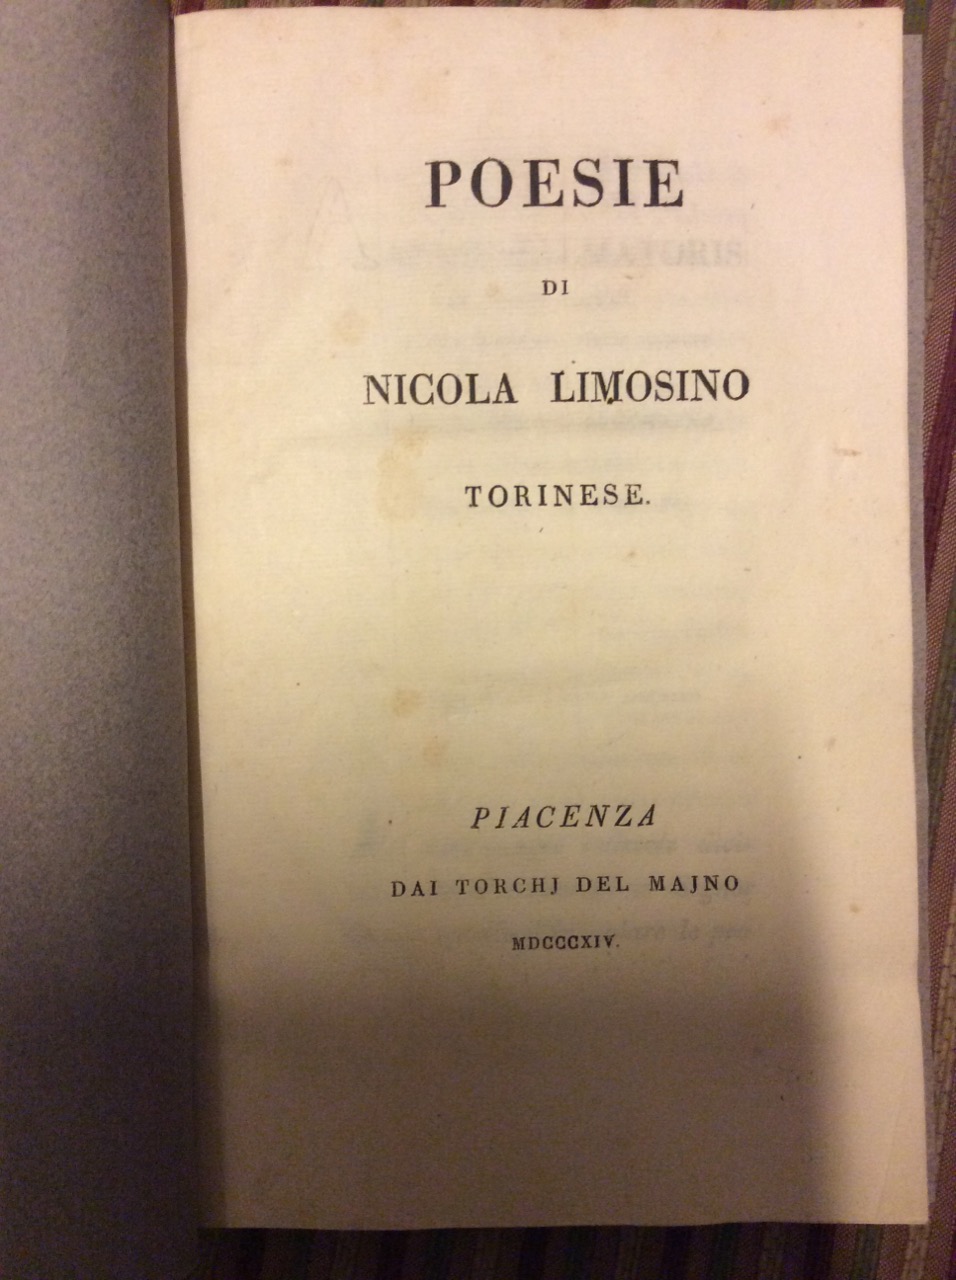 POESIE
DI
NICOLA LIMOSINO
TORINESE.
PIACENZA
DAI TORCHJ DEL MAJNO
MDCCCXIV.